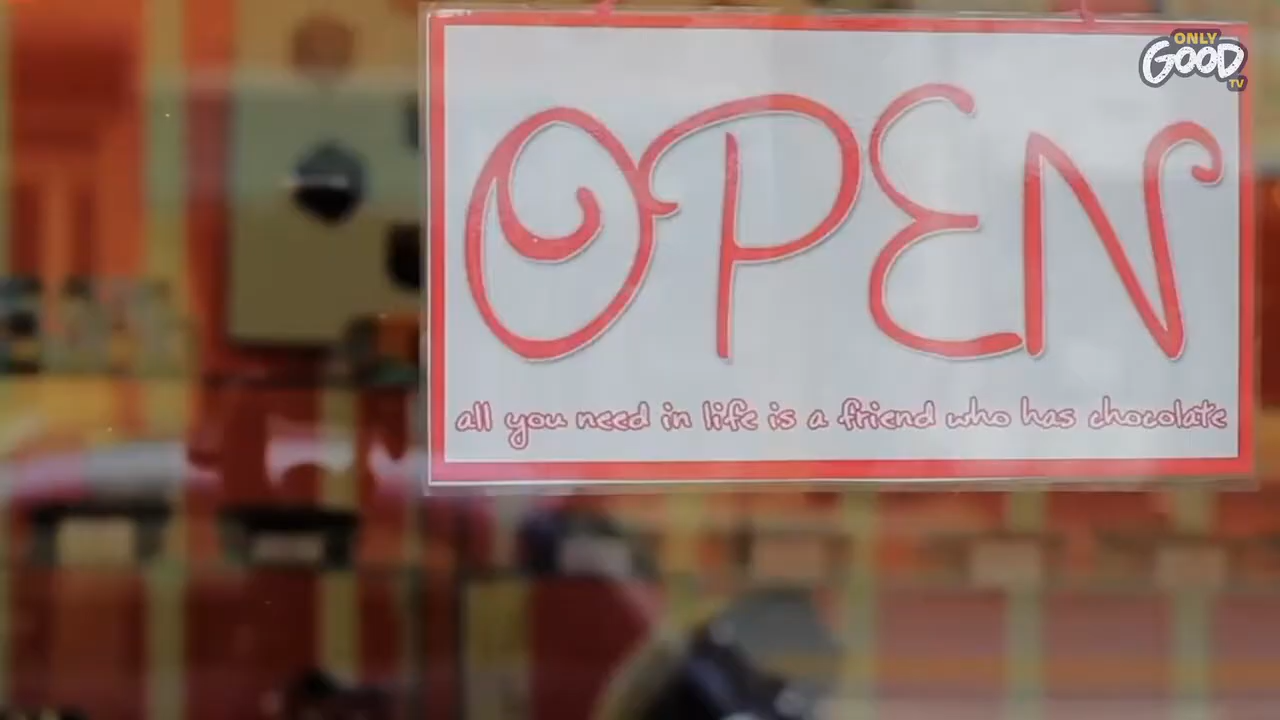 ONLY
GOOD
TV
OPEN
all you need in life is a friend who has chocolate